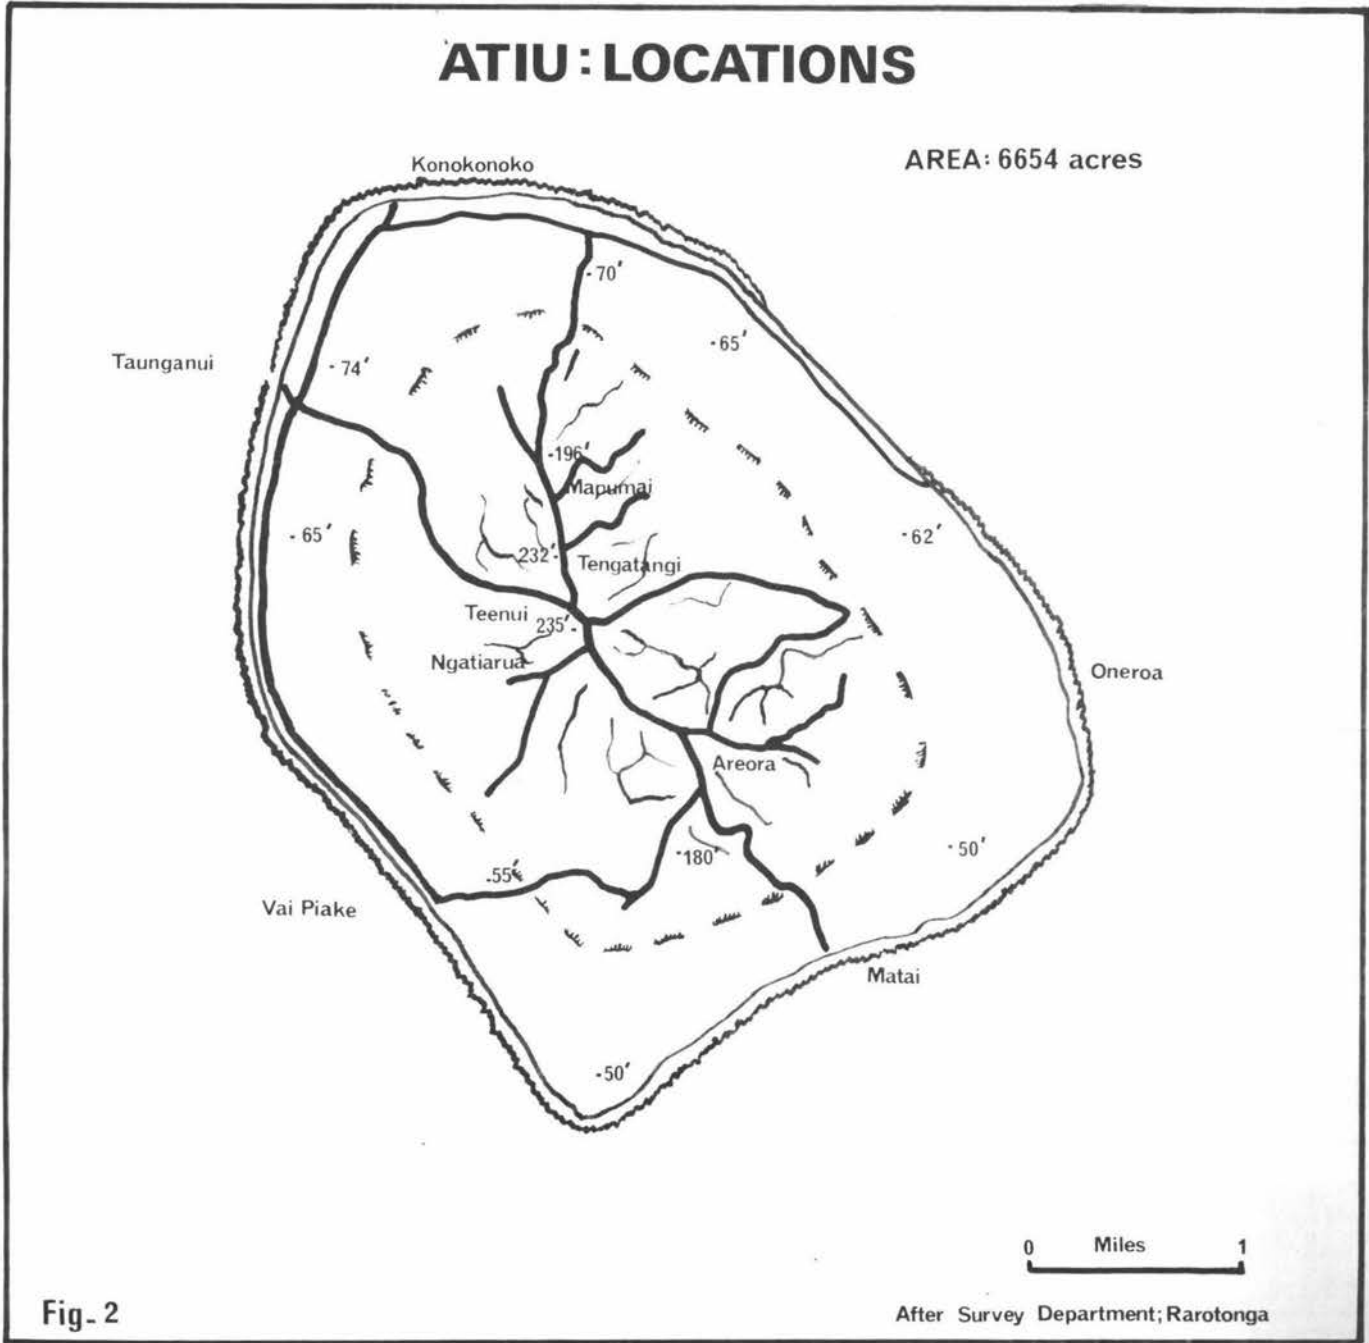 ATIU: LOCATIONS
AREA: 6654 acres
Konokonoko
-70'
-65'
Taunganui
-74'
-196'
Mapumai
-65'
-62'
232'-
Tengatangi
Teenui
235'-
Ngatiarua
Oneroa
Areora
-50'
-180'
.55'
Vai Piake
Matai
-50'
0 Miles 1
Fig_ 2
After Survey Department; Rarotonga